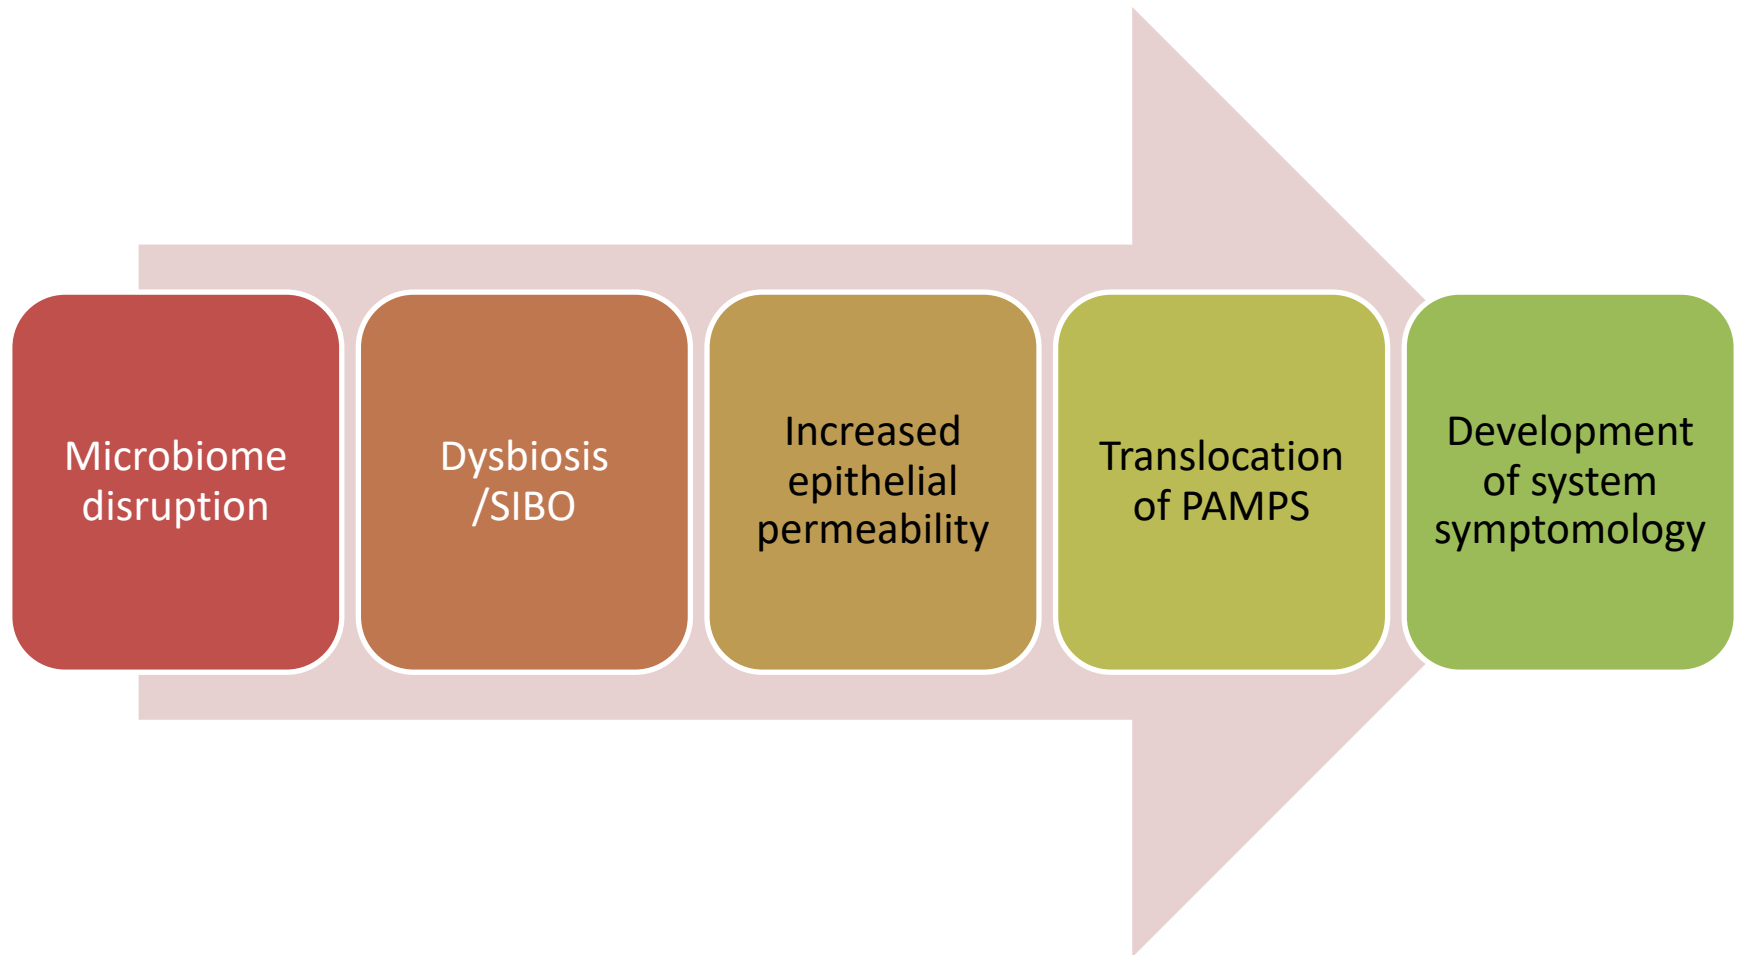 Microbiome
disruption
Dysbiosis
/SIBO
Increased
epithelial
permeability
Translocation
of PAMPS
Development
of system
symptomology